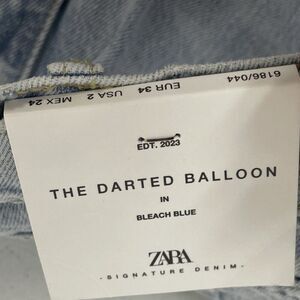 6186/044
EUR 34 USA 2 MEX 24
EDT. 2023
THE DARTED BALLOON
IN
BLEACH BLUE
ZARA
- SIGNATURE DENIM -